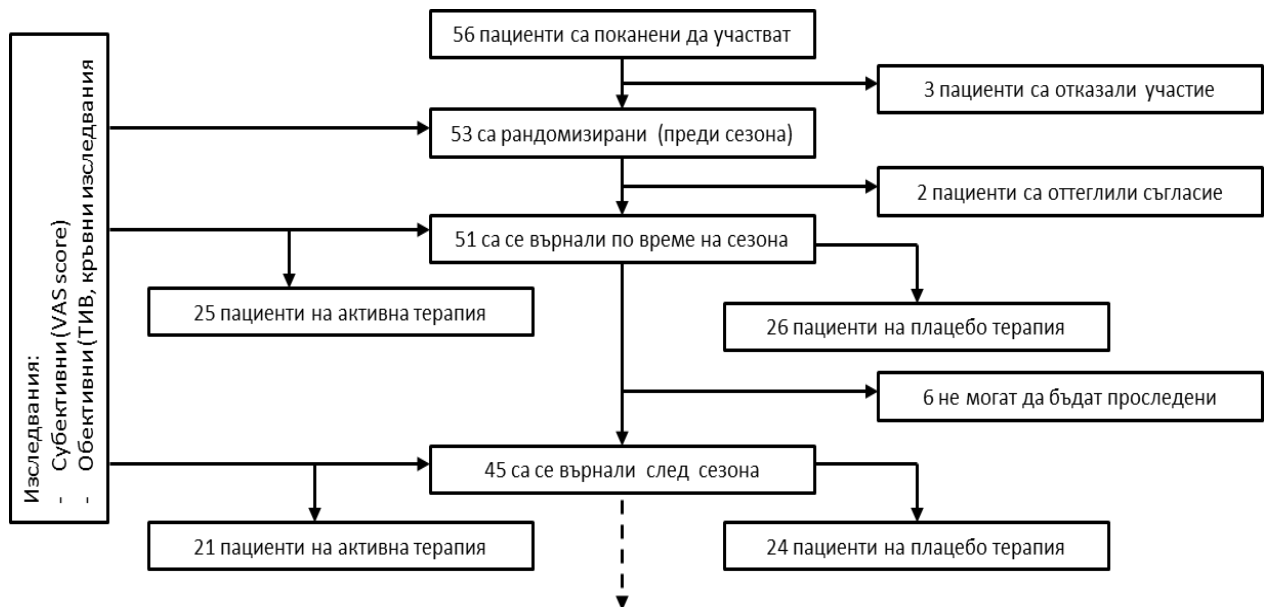 56 пациенти са поканени да участват
3 пациенти са отказали участие
53 са рандомизирани (преди сезона)
2 пациенти са оттеглили съгласие
51 са се върнали по време на сезона
25 пациенти на активна терапия
26 пациенти на плацебо терапия
6 не могат да бъдат проследени
45 са се върнали след сезона
21 пациенти на активна терапия
24 пациенти на плацебо терапия
Изследвания:
- Субективни (VAS score)
- Обективни (ТИВ, кръвни изследвания